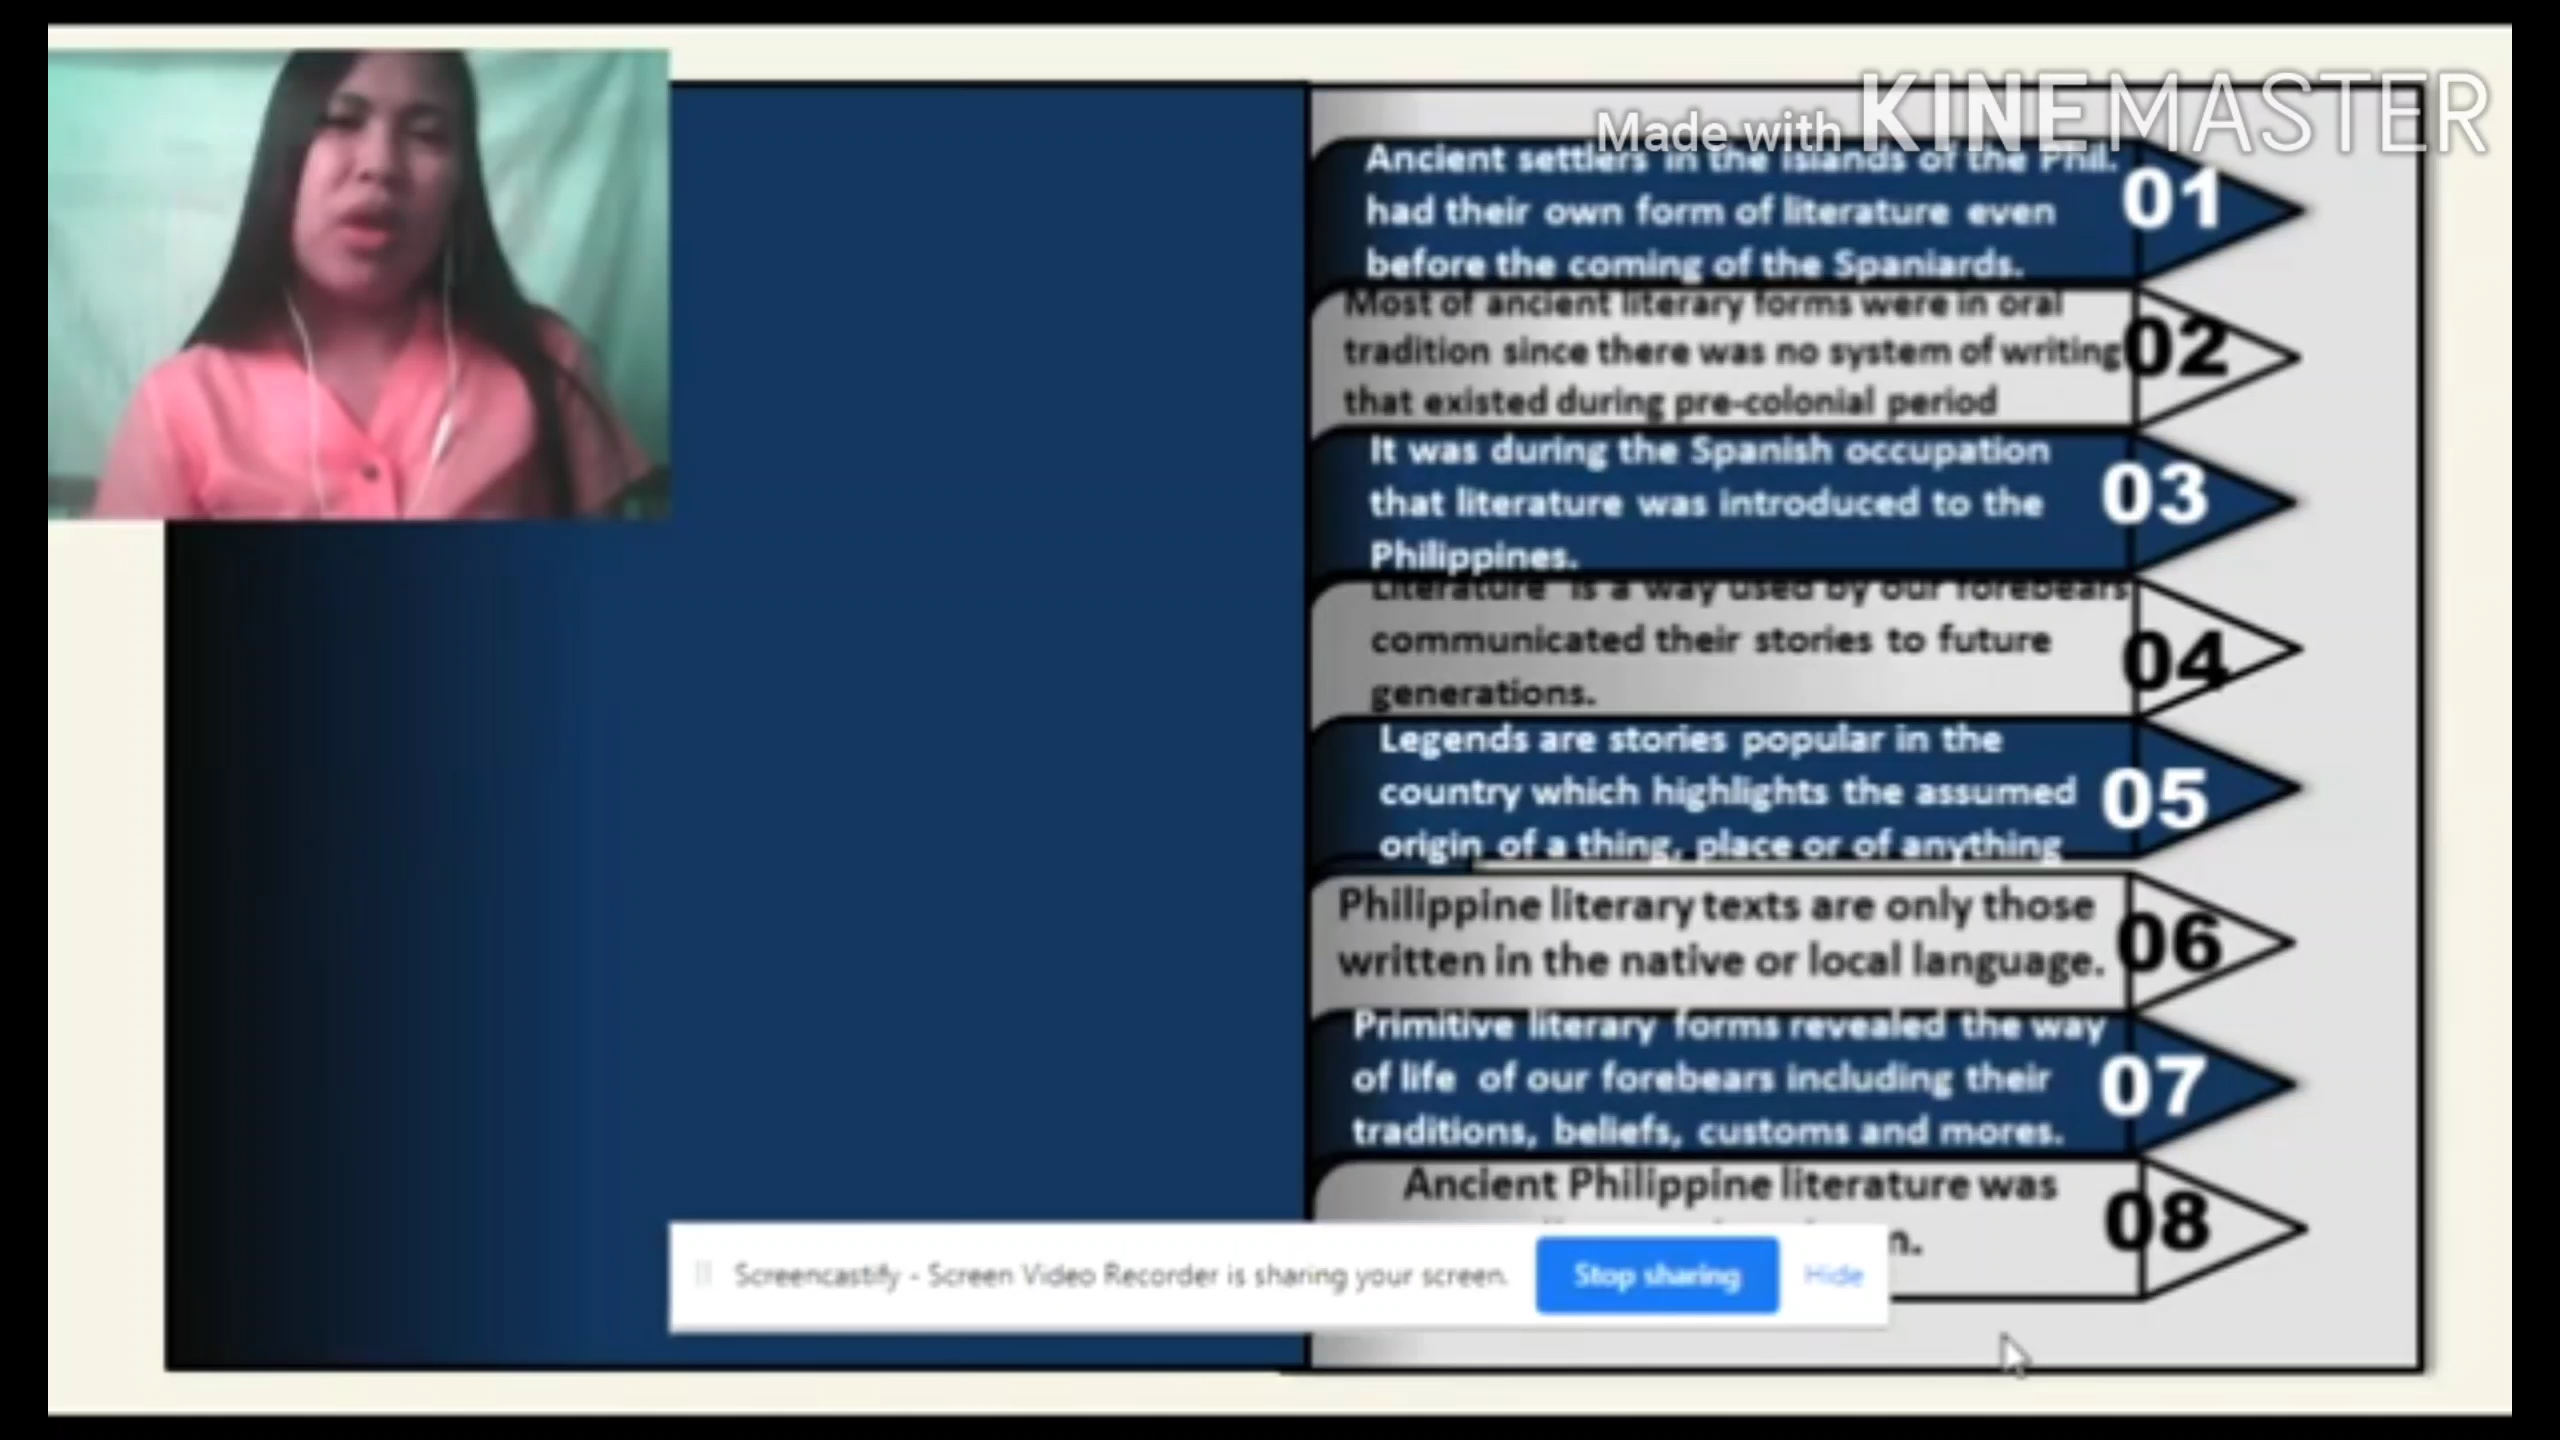 Made with KINEMASTER
Ancient settlers in the islands of the Phil.
had their own form of literature even
before the coming of the Spaniards.
01
Most of ancient literary forms were in oral
tradition since there was no system of writing
that existed during pre-colonial period
02
It was during the Spanish occupation
that literature was introduced to the
Philippines.
03
Literature is a way used by our forebears
communicated their stories to future
generations.
04
Legends are stories popular in the
country which highlights the assumed
origin of a thing, place or of anything
05
Philippine literary texts are only those
written in the native or local language.
06
Primitive literary forms revealed the way
of life of our forebears including their
traditions, beliefs, customs and mores.
07
Ancient Philippine literature was
08
Screencastify - Screen Video Recorder is sharing your screen.
Stop sharing
Hide